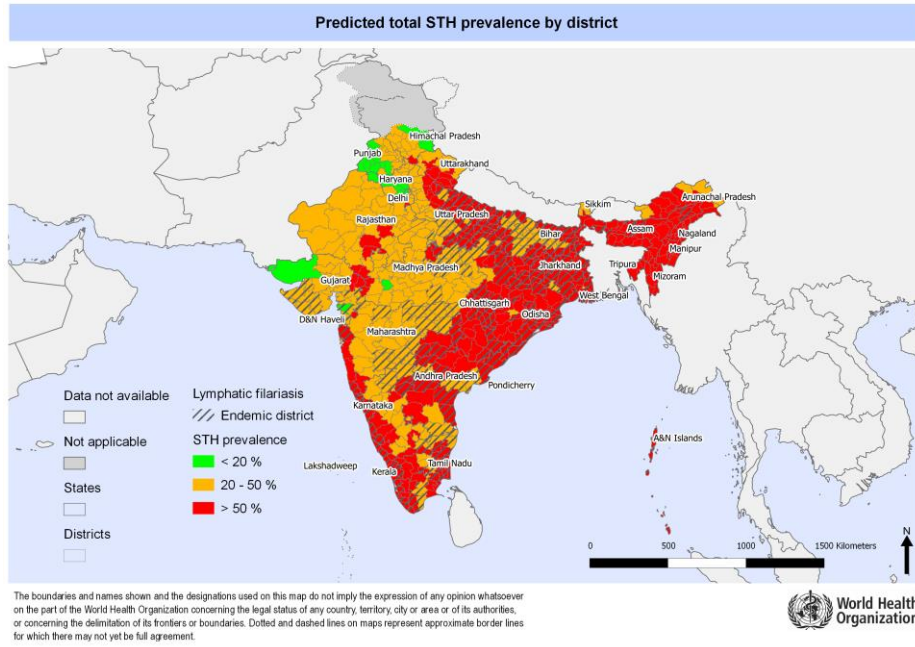 Predicted total STH prevalence by district
Himachal Pradesh
Punjab
Uttarakhand
Haryana
Delhi
Sikkim
Arunachal Pradesh
Rajasthan
Uttar Pradesh
Assam
Nagaland
Bihar
Manipur
Gujarat
Madhya Pradesh
Jharkhand
Tripura
Mizoram
D&N Haveli
Chhattisgarh
West Bengal
Odisha
Maharashtra
Andhra Pradesh
Pondicherry
Karnataka
A&N Islands
Lakshadweep
Kerala
Tamil Nadu
Data not available
Not applicable
States
Districts
Lymphatic filariasis
Endemic district
STH prevalence
< 20 %
20 - 50 %
> 50 %
0 500 1000 1500 Kilometers
N
The boundaries and names shown and the designations used on this map do not imply the expression of any opinion whatsoever
on the part of the World Health Organization concerning the legal status of any country, territory, city or area or of its authorities,
or concerning the delimitation of its frontiers or boundaries. Dotted and dashed lines on maps represent approximate border lines
for which there may not yet be full agreement.
World Health
Organization